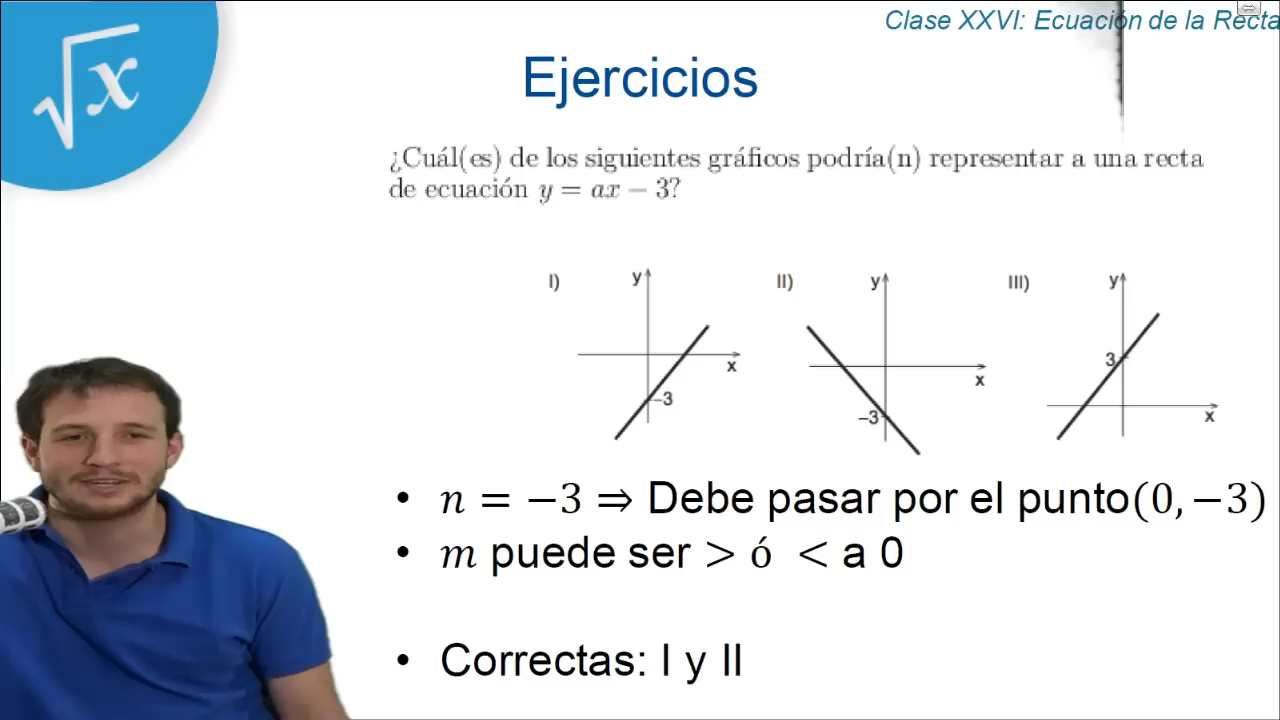 Clase XXVI: Ecuación de la Recta
√x
Ejercicios
¿Cuál(es) de los siguientes gráficos podría(n) representar a una recta
de ecuación y = ax − 3?
I) y x −3
II) y x −3
III) y x 3
• n = −3 ⇒ Debe pasar por el punto(0, −3)
• m puede ser > ó < a 0
• Correctas: I y II